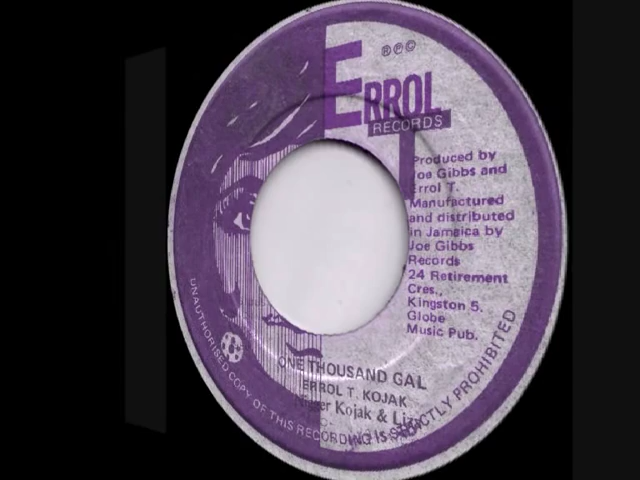 ® ℗ ©
ERROL
RECORDS
Produced by
Joe Gibbs and
Errol T.
Manufactured
and distributed
in Jamaica by
Joe Gibbs
Records
24 Retirement
Cres.,
Kingston 5.
Globe
Music Pub.
ONE THOUSAND GAL
ERROL T. KOJAK
Kojak & Liza
UNAUTHORISED COPY OF THIS RECORDING IS STRICTLY PROHIBITED